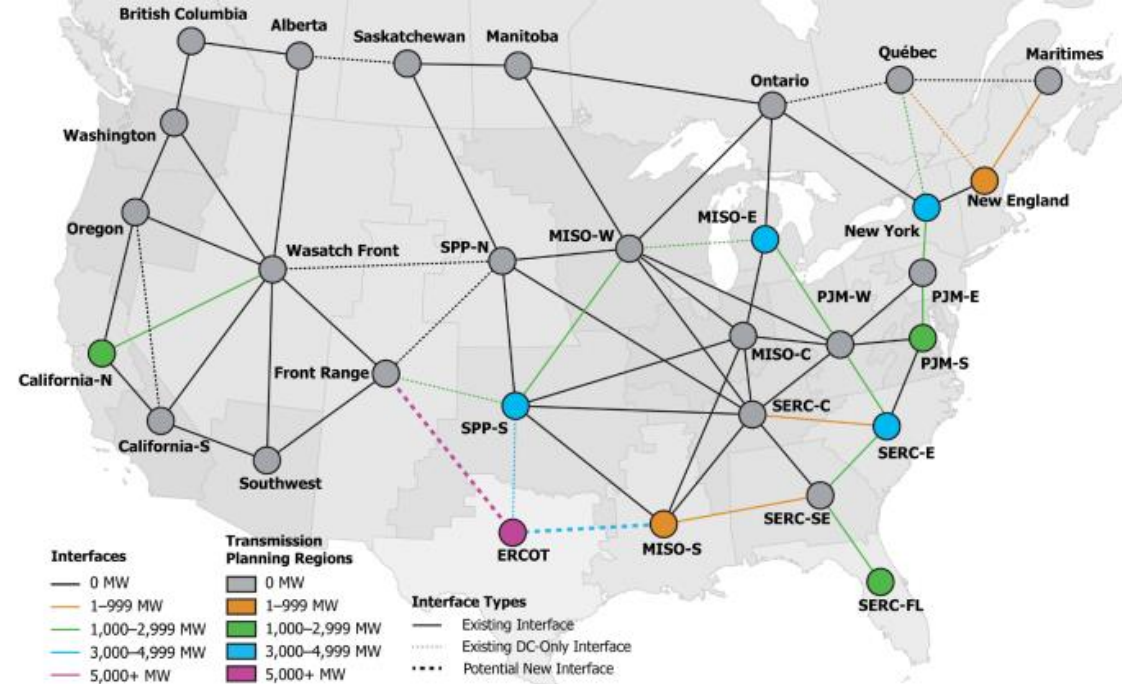 British Columbia
Alberta
Saskatchewan
Manitoba
Ontario
Québec
Maritimes
Washington
New England
Oregon
Wasatch Front
SPP-N
MISO-W
MISO-E
New York
PJM-W
PJM-E
MISO-C
PJM-S
California-N
Front Range
SERC-C
California-S
SPP-S
SERC-E
Southwest
SERC-SE
ERCOT
MISO-S
SERC-FL
Interfaces
0 MW
1–999 MW
1,000–2,999 MW
3,000–4,999 MW
5,000+ MW
Transmission
Planning Regions
0 MW
1–999 MW
1,000–2,999 MW
3,000–4,999 MW
5,000+ MW
Interface Types
Existing Interface
Existing DC-Only Interface
Potential New Interface